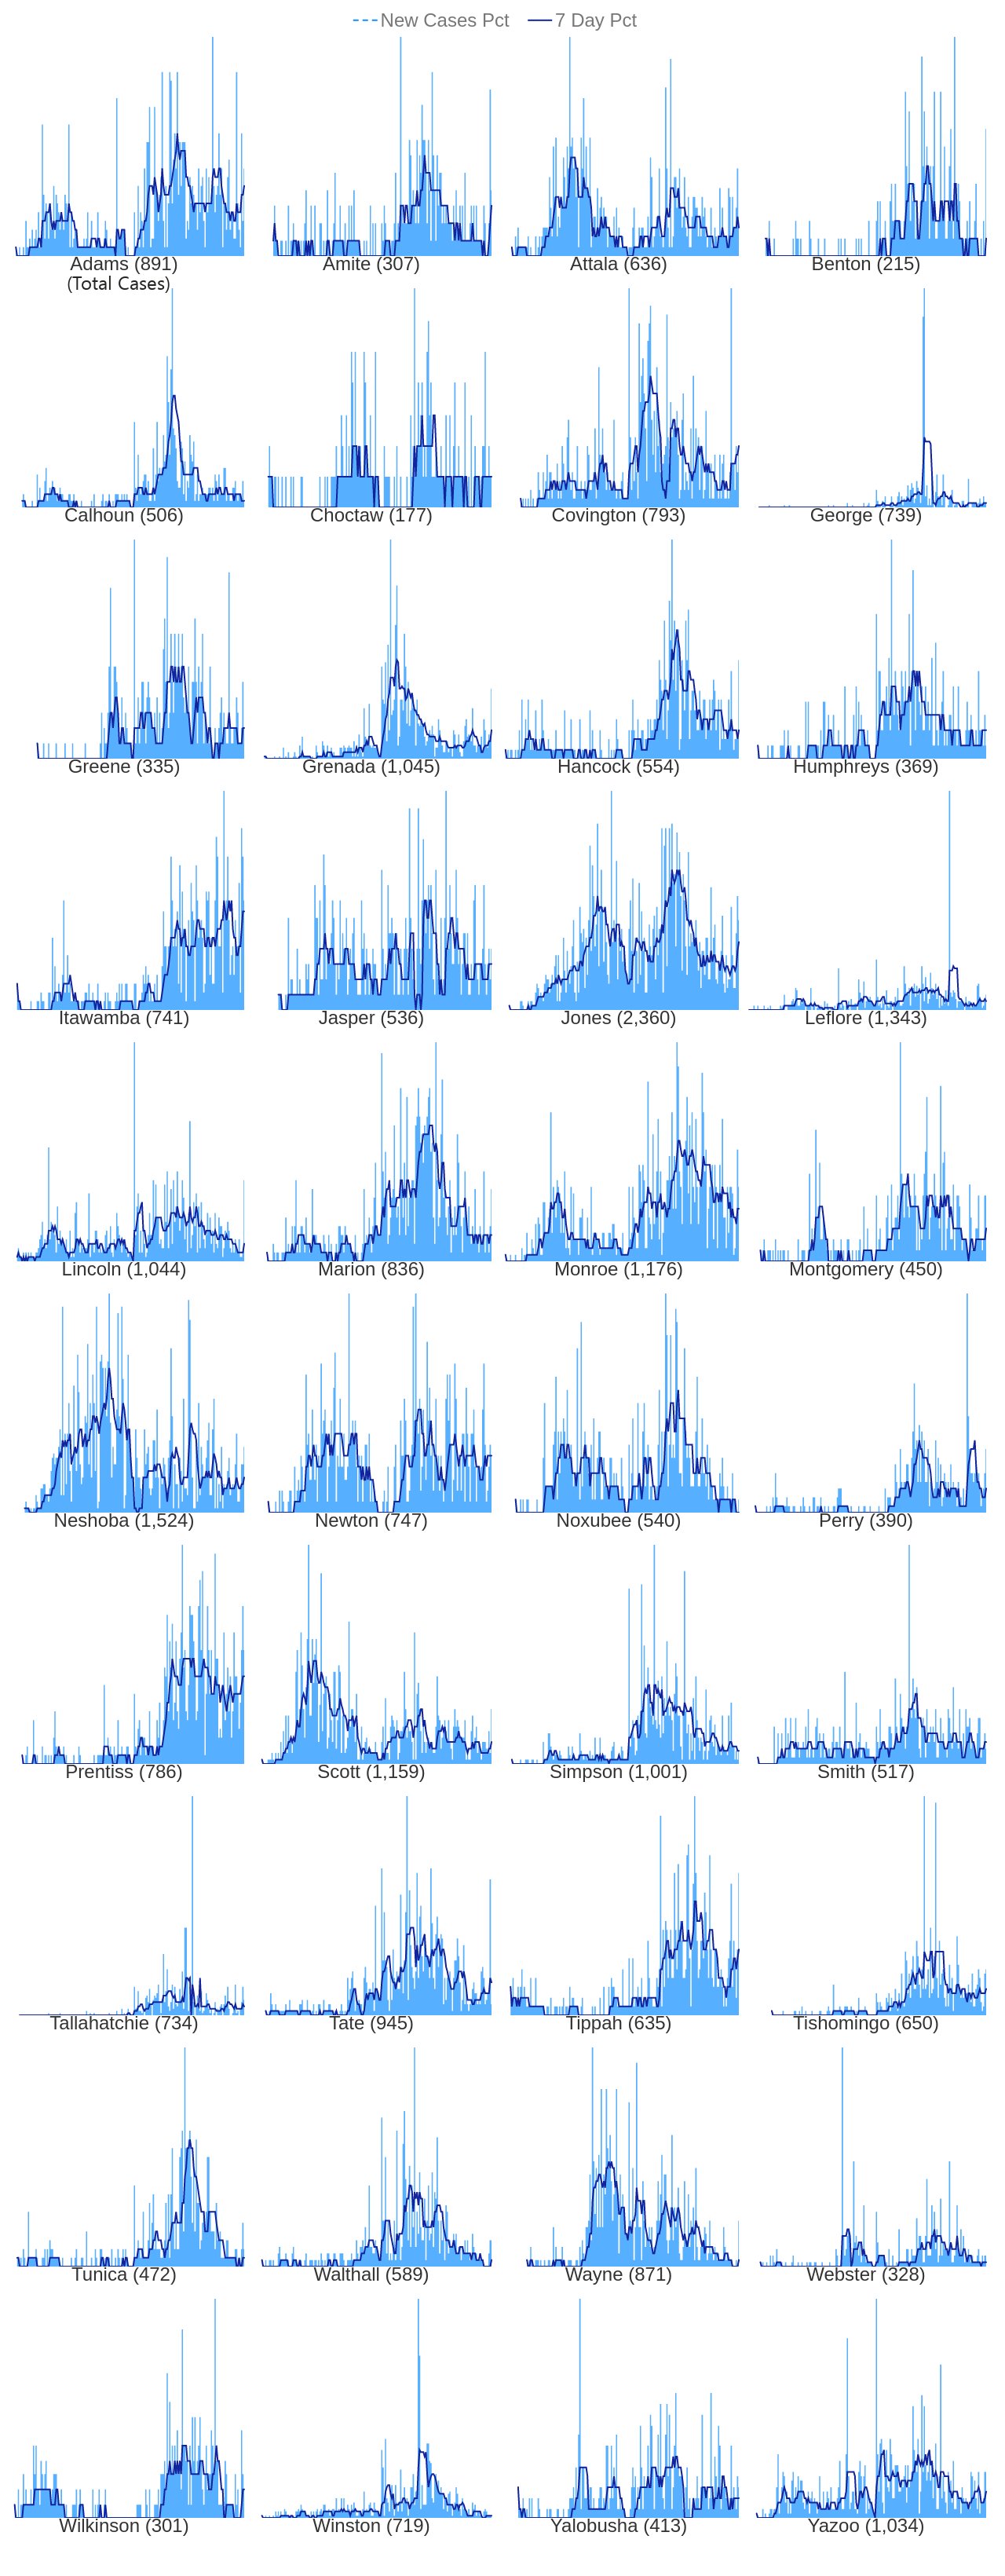 New Cases Pct 7 Day Pct
Adams (891) Amite (307) Attala (636) Benton (215)
(Total Cases)
Calhoun (506) Choctaw (177) Covington (793) George (739)
Greene (335) Grenada (1,045) Hancock (554) Humphreys (369)
Itawamba (741) Jasper (536) Jones (2,360) Leflore (1,343)
Lincoln (1,044) Marion (836) Monroe (1,176) Montgomery (450)
Neshoba (1,524) Newton (747) Noxubee (540) Perry (390)
Prentiss (786) Scott (1,159) Simpson (1,001) Smith (517)
Tallahatchie (734) Tate (945) Tippah (635) Tishomingo (650)
Tunica (472) Walthall (589) Wayne (871) Webster (328)
Wilkinson (301) Winston (719) Yalobusha (413) Yazoo (1,034)